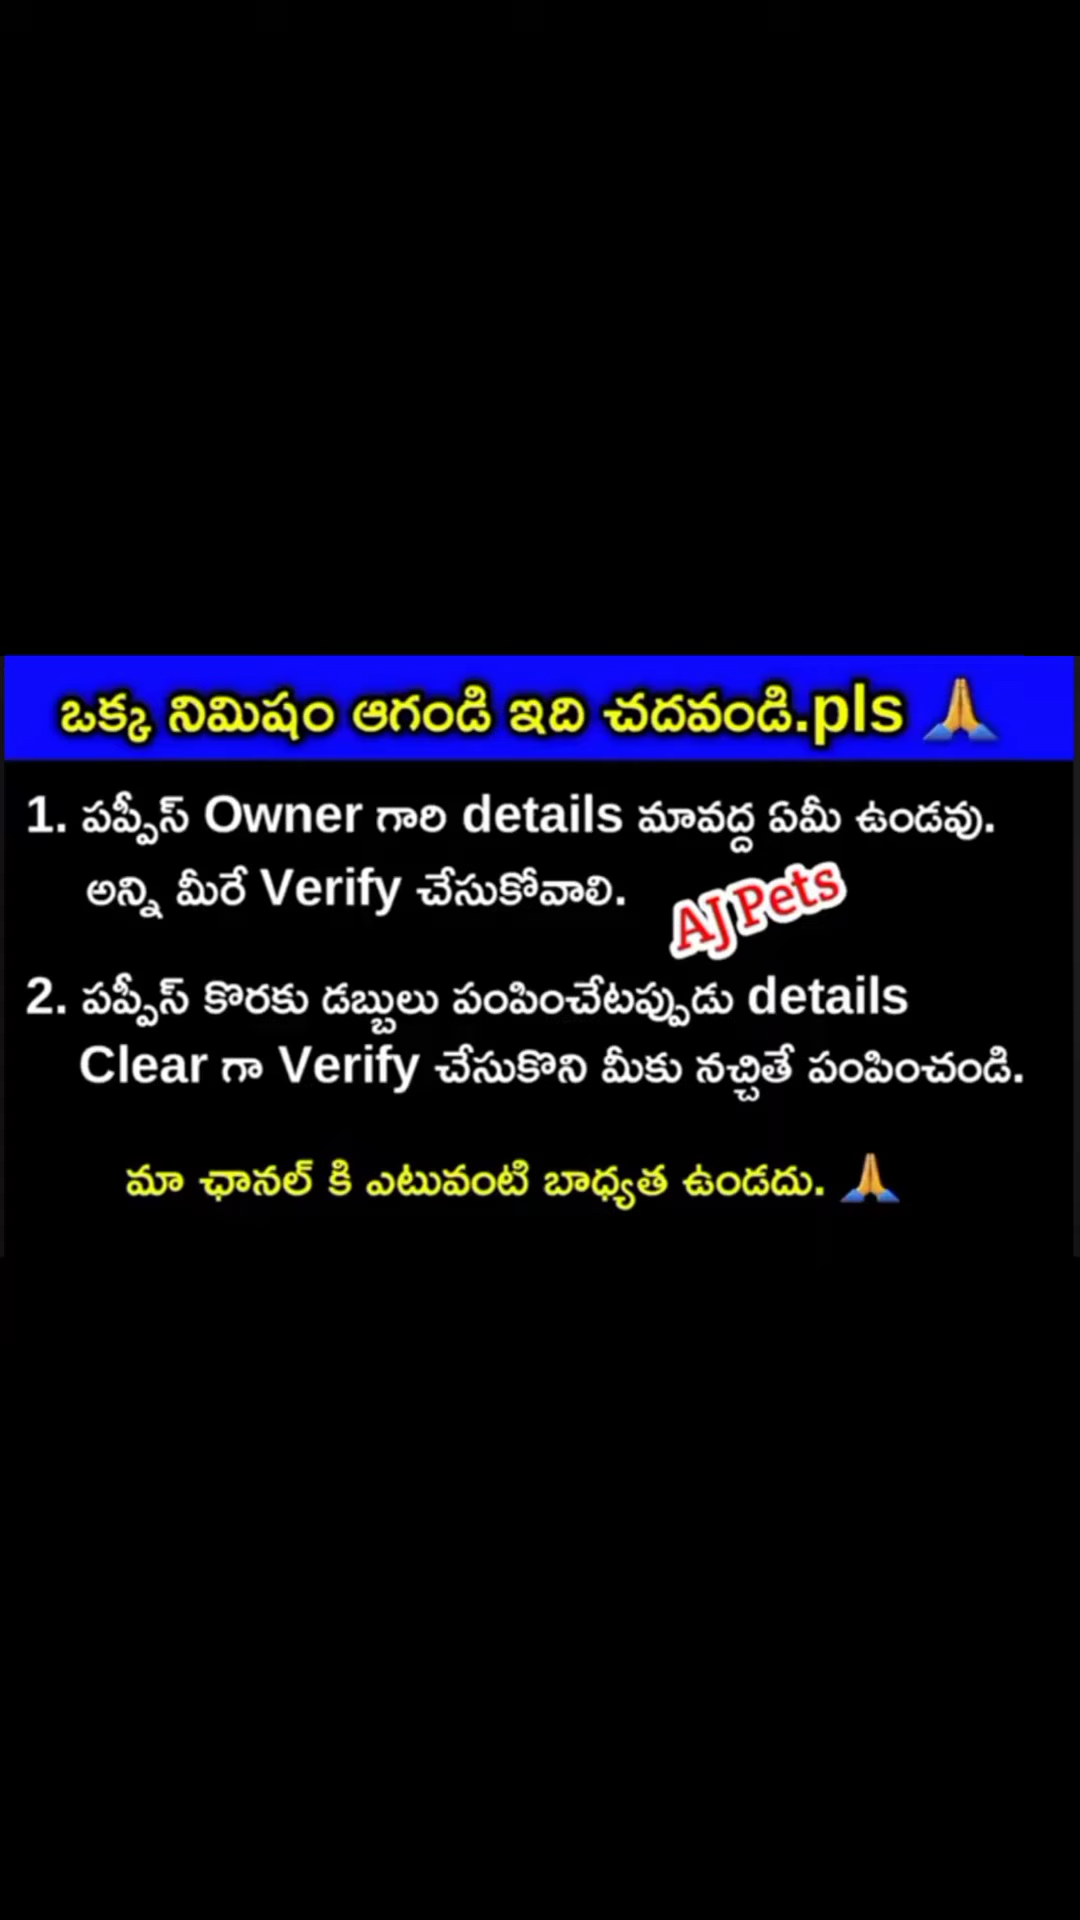 ఒక్క నిమిషం ఆగండి ఇది చదవండి.pls 🙏
1. పప్పీస్ Owner గారి details మావద్ద ఏమీ ఉండవు.
అన్ని మీరే Verify చేసుకోవాలి.
AJ Pets
2. పప్పీస్ కొరకు డబ్బులు పంపించేటప్పుడు details
Clear గా Verify చేసుకొని మీకు నచ్చితే పంపించండి.
మా ఛానల్ కి ఎటువంటి బాధ్యత ఉండదు. 🙏